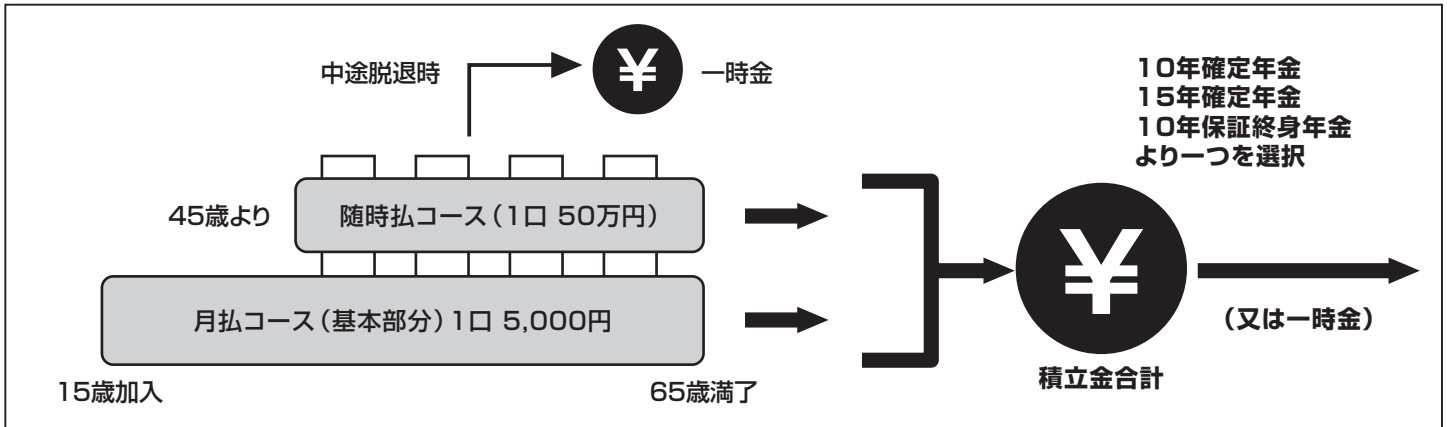 中途脱退時
¥
一時金
45歳より
随時払コース（1口 50万円）
月払コース（基本部分）1口 5,000円
15歳加入
65歳満了
¥
積立金合計
10年確定年金
15年確定年金
10年保証終身年金
より一つを選択
（又は一時金）